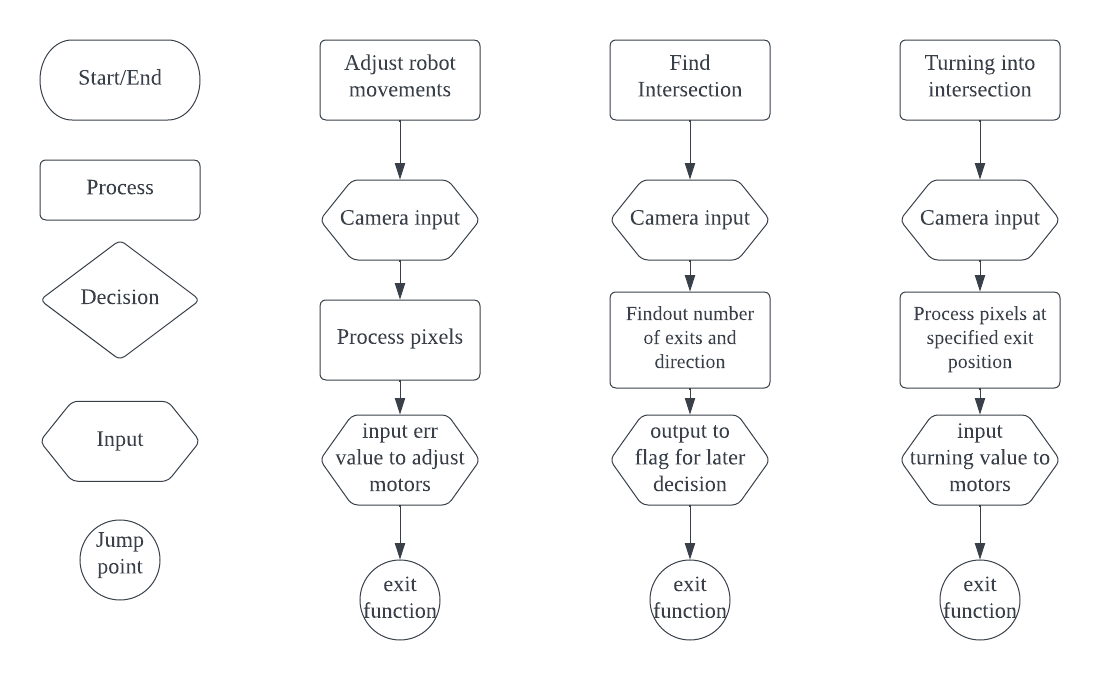 Start/End
Process
Decision
Input
Jump
point
Adjust robot
movements
Camera input
Process pixels
input err
value to adjust
motors
exit
function
Find
Intersection
Camera input
Findout number
of exits and
direction
output to
flag for later
decision
exit
function
Turning into
intersection
Camera input
Process pixels at
specified exit
position
input
turning value to
motors
exit
function